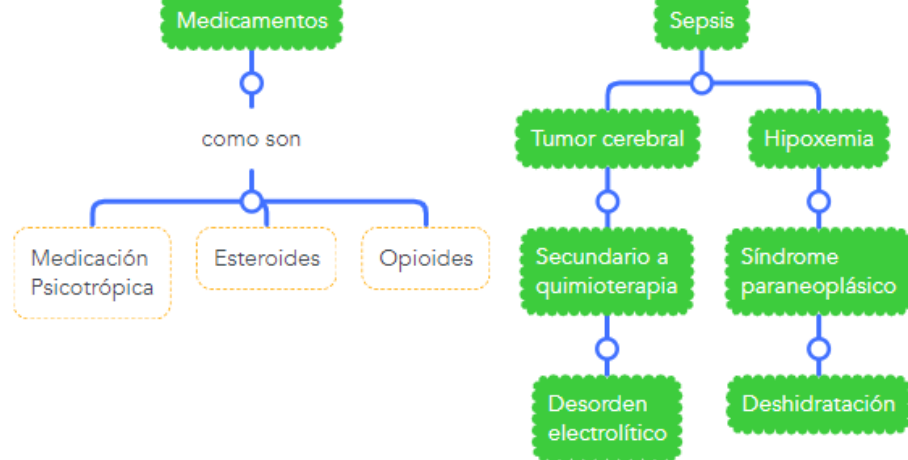 Medicamentos
como son
Medicación
Psicotrópica
Esteroides
Opioides
Sepsis
Tumor cerebral
Hipoxemia
Secundario a
quimioterapia
Síndrome
paraneoplásico
Desorden
electrolítico
Deshidratación